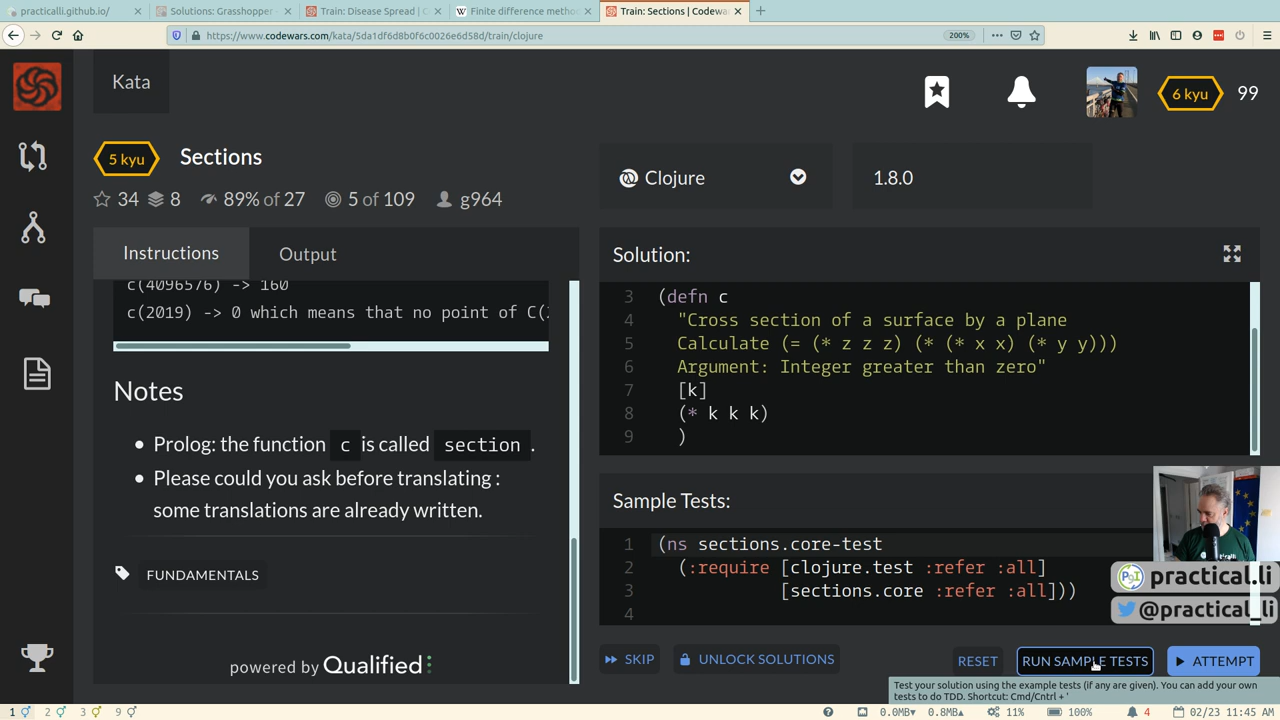 practicalli.github.io/
Solutions: Grasshopper -
Train: Disease Spread | C
Finite difference metho
Train: Sections | Codewar
https://www.codewars.com/kata/5da1df6d8b0f6c0026e6d58d/train/clojure
200%
Kata
6 kyu
99
5 kyu
Sections
34
8
89% of 27
5 of 109
g964
Clojure
1.8.0
Instructions
Output
Solution:
c(4096576) -> 160
c(2019) -> 0 which means that no point of C(
Notes
Prolog: the function c is called section.
Please could you ask before translating :
some translations are already written.
FUNDAMENTALS
powered by Qualified
3 (defn c
4 "Cross section of a surface by a plane
5 Calculate (= (* z z z) (* (* x x) (* y y)))
6 Argument: Integer greater than zero"
7 [k]
8 (* k k k)
9 )
Sample Tests:
1 (ns sections.core-test
2 (:require [clojure.test :refer :all]
3 [sections.core :refer :all]))
4
practical.li
@practical_li
SKIP
UNLOCK SOLUTIONS
RESET
RUN SAMPLE TESTS
ATTEMPT
Test your solution using the example tests (if any are given). You can add your own
tests to do TDD. Shortcut: Cmd/Cntrl + '
1
2
3
9
0.0MB
0.8MB
11%
100%
4
02/23 11:45 AM